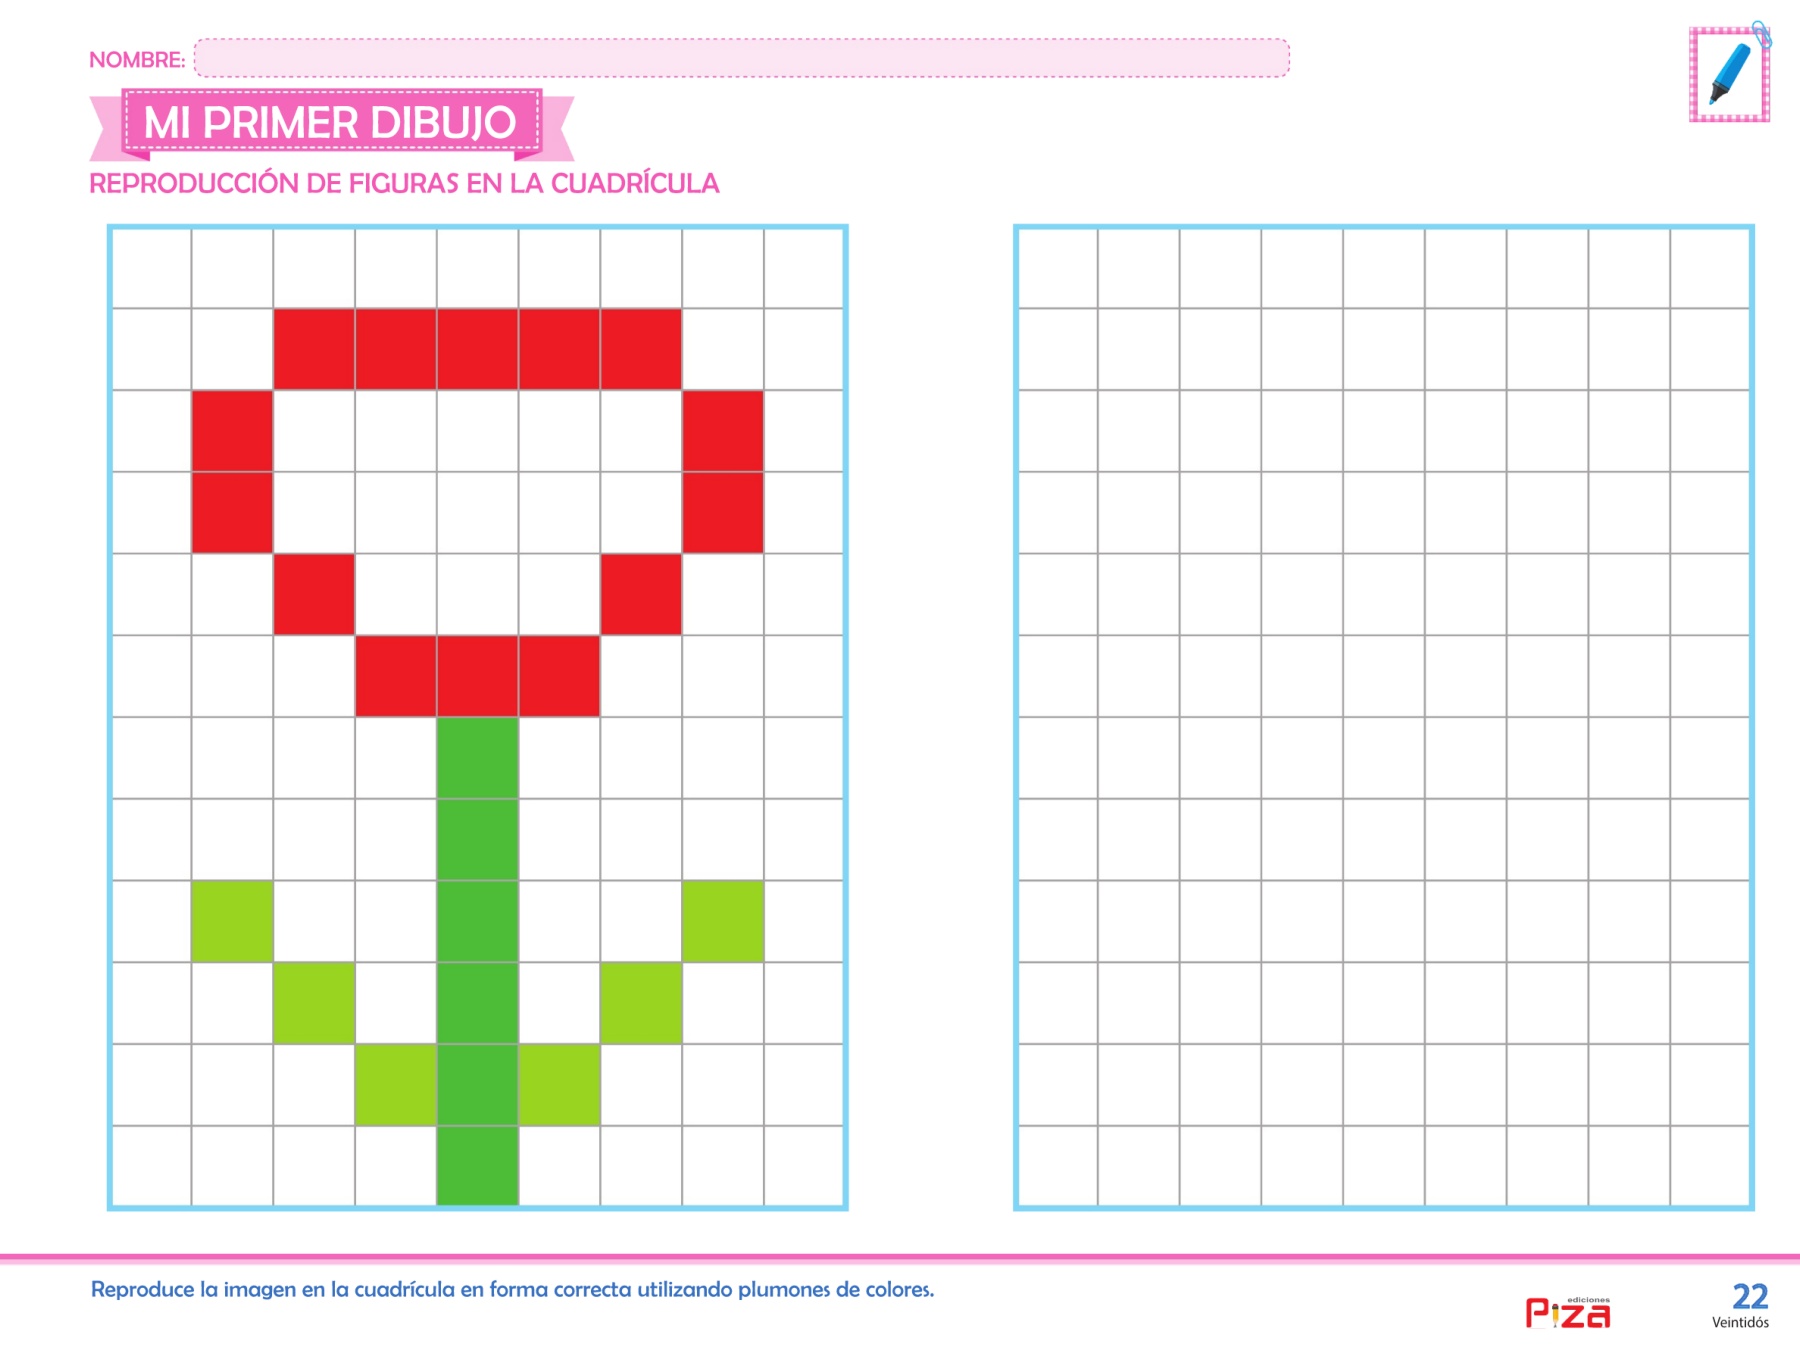 NOMBRE:
MI PRIMER DIBUJO
REPRODUCCIÓN DE FIGURAS EN LA CUADRÍCULA
Reproduce la imagen en la cuadrícula en forma correcta utilizando plumones de colores.
ediciones
Piza
22
Veintidós